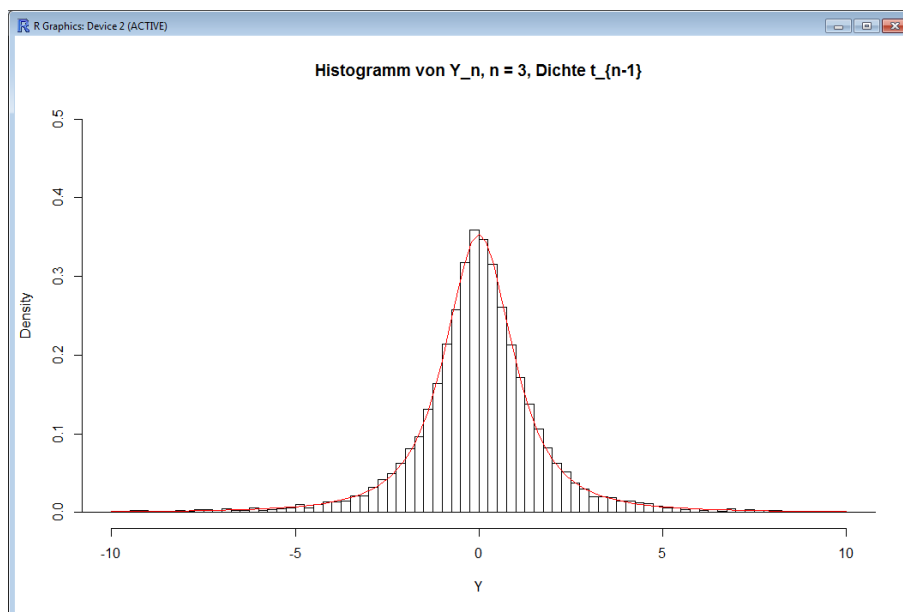 R Graphics: Device 2 (ACTIVE)
Histogramm von Y_n, n = 3, Dichte t_{n-1}
Density
0.5
0.4
0.3
0.2
0.1
0.0
-10 -5 0 5 10
Y